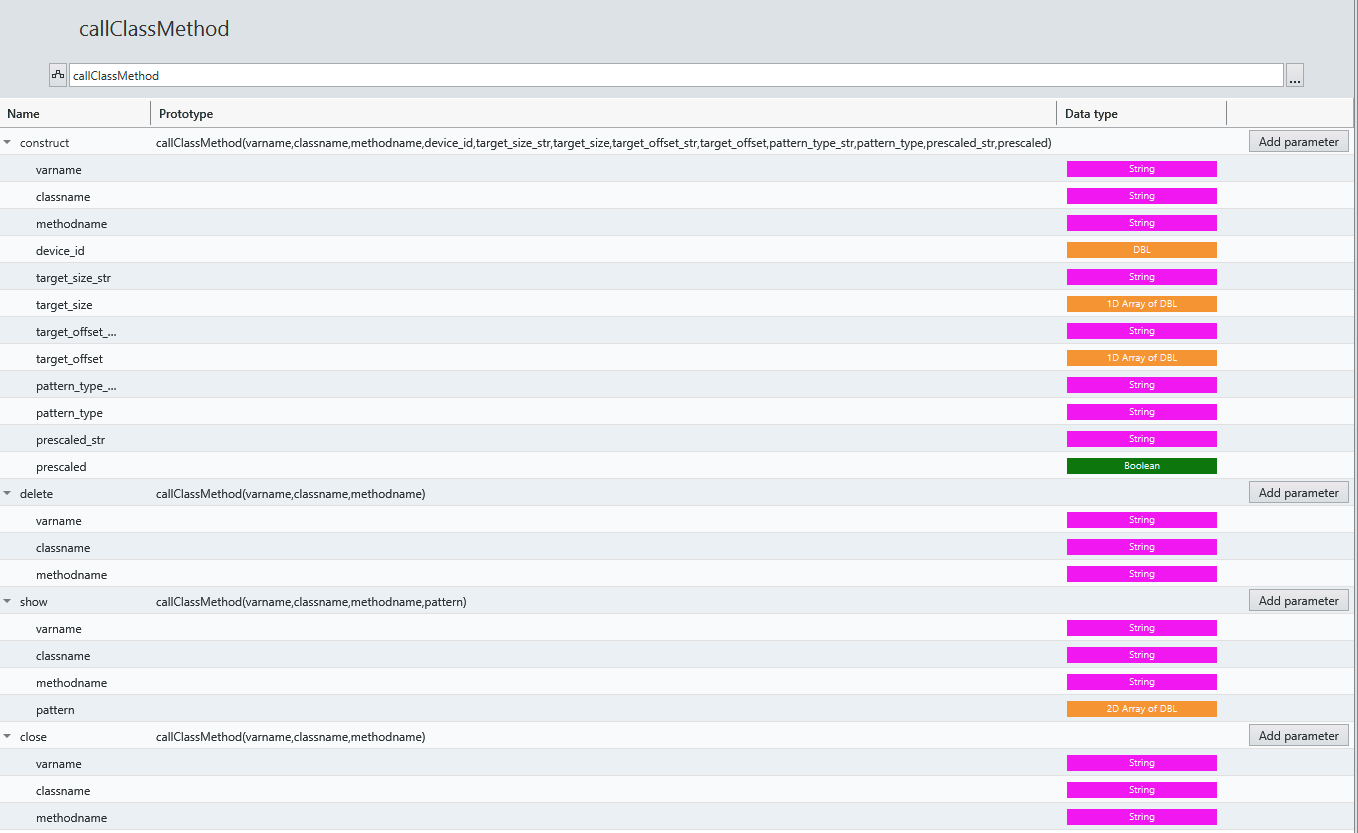 callClassMethod
callClassMethod ...
Name Prototype Data type
construct callClassMethod(varname,classname,methodname,device_id,target_size_str,target_size,target_offset_str,target_offset,pattern_type_str,pattern_type,prescaled_str,prescaled) Add parameter
varname String
classname String
methodname String
device_id DBL
target_size_str String
target_size 1D Array of DBL
target_offset_... String
target_offset 1D Array of DBL
pattern_type_... String
pattern_type String
prescaled_str String
prescaled Boolean
delete callClassMethod(varname,classname,methodname) Add parameter
varname String
classname String
methodname String
show callClassMethod(varname,classname,methodname,pattern) Add parameter
varname String
classname String
methodname String
pattern 2D Array of DBL
close callClassMethod(varname,classname,methodname) Add parameter
varname String
classname String
methodname String